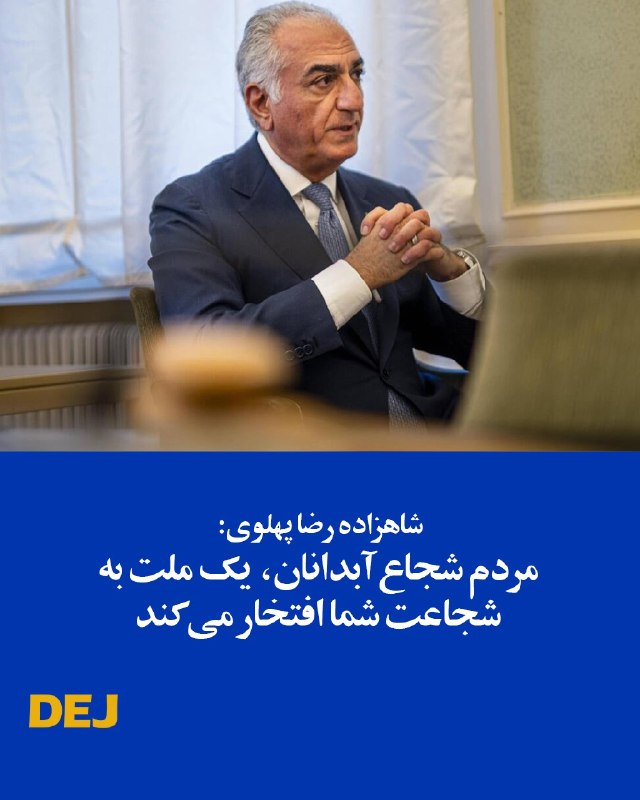 شاهزاده رضا پهلوی:
مردم شجاع آبدانان، یک ملت به
شجاعت شما افتخار می‌کند
DEJ